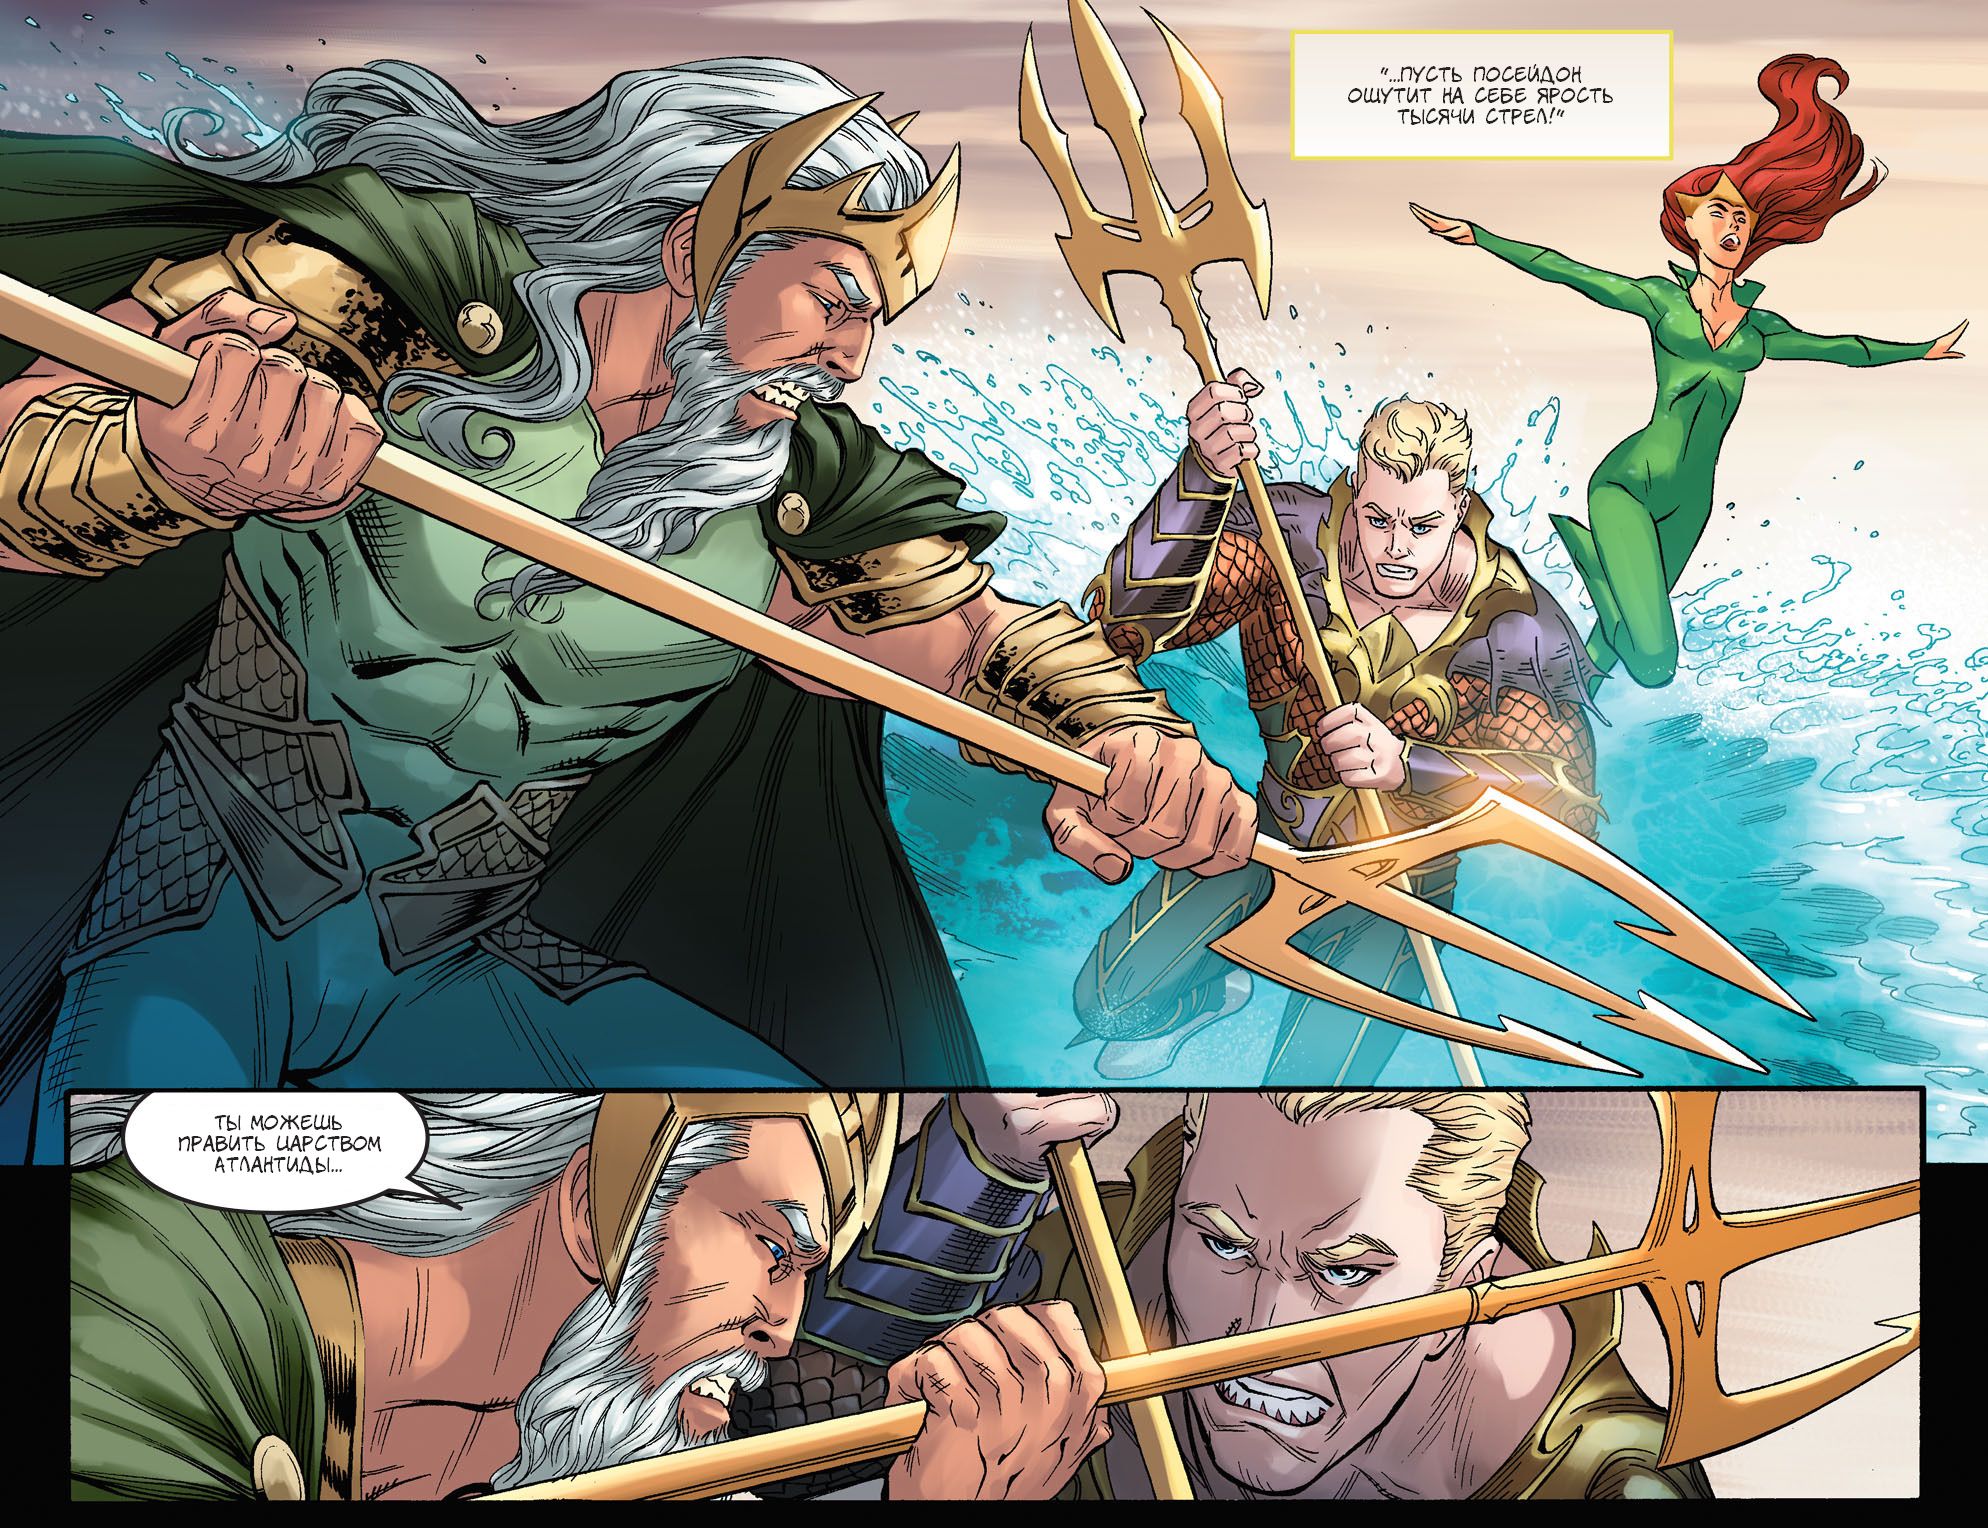 "...ПУСТЬ ПОСЕЙДОН
ОЩУТИТ НА СЕБЕ ЯРОСТЬ
ТЫСЯЧИ СТРЕЛ!"
ТЫ МОЖЕШЬ
ПРАВИТЬ ЦАРСТВОМ
АТЛАНТИДЫ...